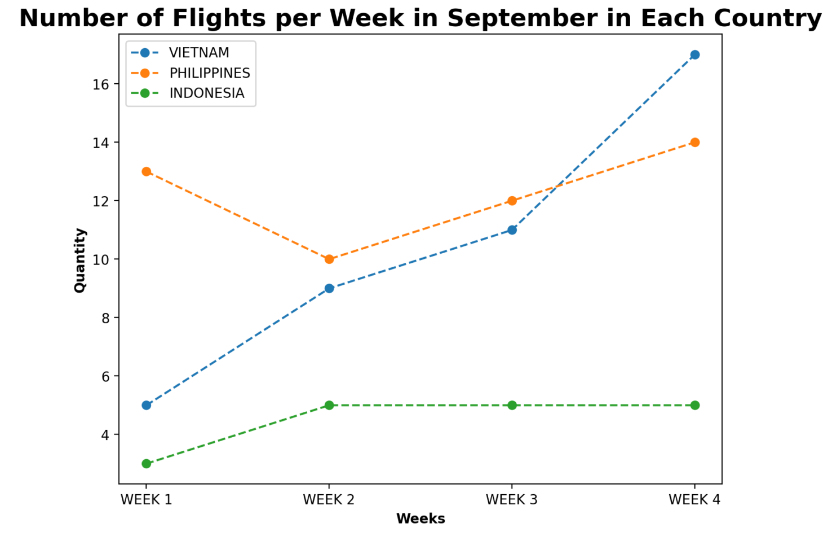 Number of Flights per Week in September in Each Country
VIETNAM
PHILIPPINES
INDONESIA
16
14
12
10
8
6
4
Quantity
WEEK 1
WEEK 2
WEEK 3
WEEK 4
Weeks